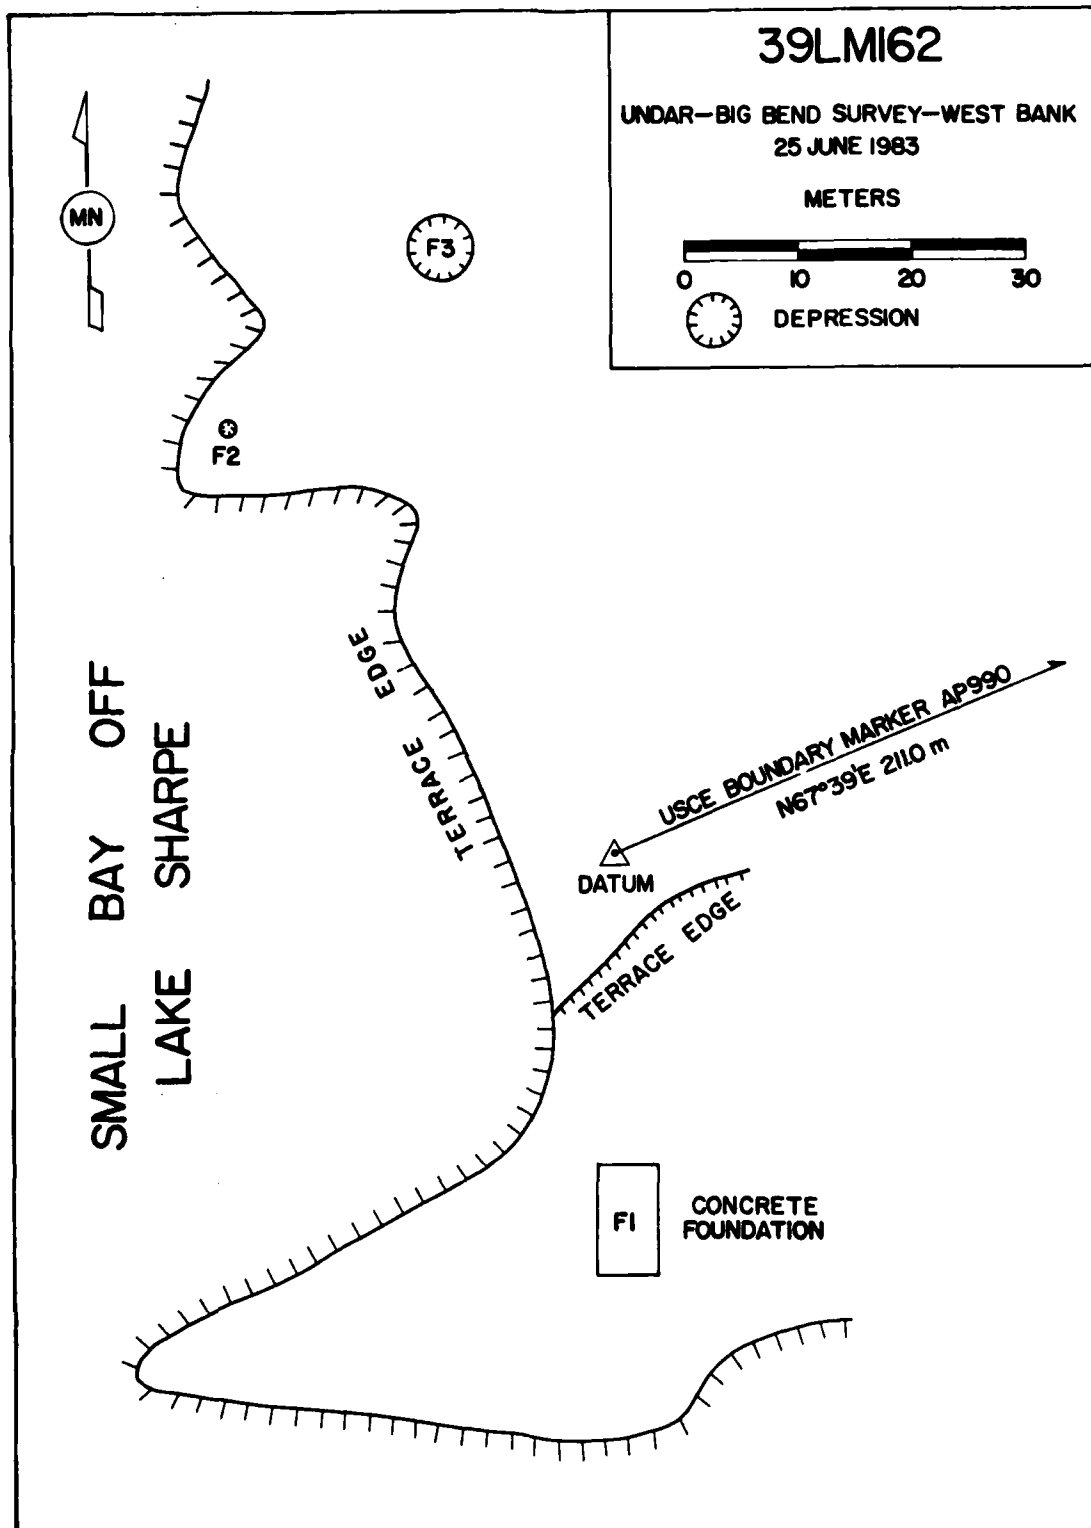 39LM162
UNDAR-BIG BEND SURVEY-WEST BANK
25 JUNE 1983
METERS
0 10 20 30
DEPRESSION
MN
F3
F2
TERRACE EDGE
SMALL BAY OFF
LAKE SHARPE
USCE BOUNDARY MARKER AP990
N67°39'E 211.0 m
DATUM
TERRACE EDGE
F1
CONCRETE
FOUNDATION